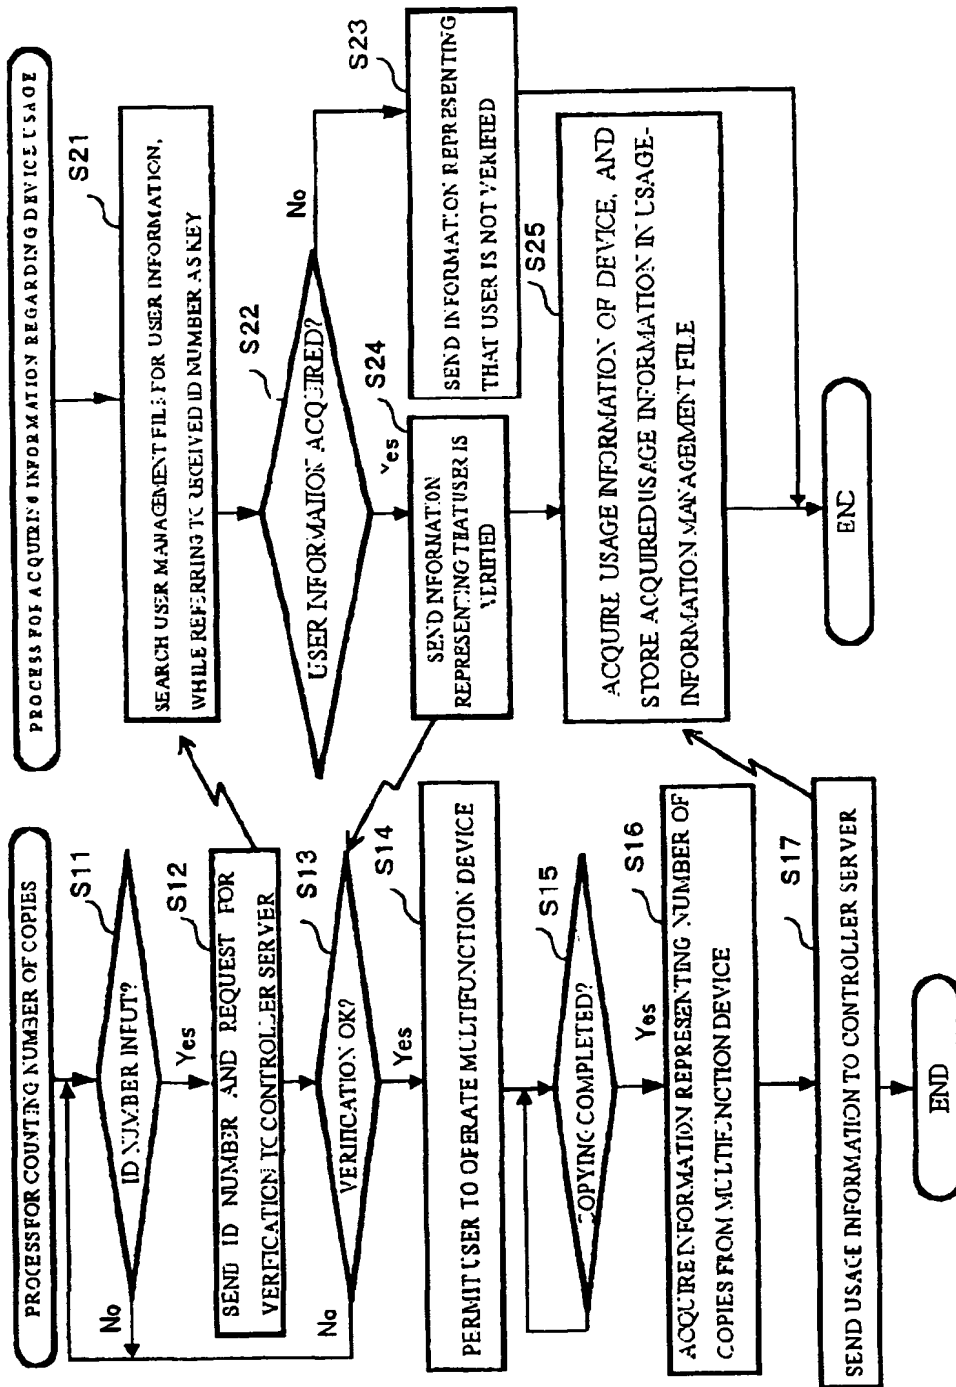 PROCESS FOR COUNTING NUMBER OF COPIES
S11
ID NUMBER INPUT?
No
Yes
S12
SEND ID NUMBER AND REQUEST FOR
VERIFICATION TO CONTROLLER SERVER
S13
VERIFICATION OK?
No
Yes
S14
PERMIT USER TO OPERATE MULTIFUNCTION DEVICE
S15
COPYING COMPLETED?
Yes
S16
ACQUIRE INFORMATION REPRESENTING NUMBER OF
COPIES FROM MULTIFUNCTION DEVICE
S17
SEND USAGE INFORMATION TO CONTROLLER SERVER
END
PROCESS FOR ACQUIRING INFORMATION REGARDING DEVICE USAGE
S21
SEARCH USER MANAGEMENT FILE FOR USER INFORMATION,
WHILE REFERRING TO RECEIVED ID NUMBER AS KEY
S22
USER INFORMATION ACQUIRED?
No
Yes
S23
SEND INFORMATION REPRESENTING
THAT USER IS NOT VERIFIED
S24
SEND INFORMATION
REPRESENTING THAT USER IS
VERIFIED
S25
ACQUIRE USAGE INFORMATION OF DEVICE, AND
STORE ACQUIRED USAGE INFORMATION IN USAGE-
INFORMATION MANAGEMENT FILE
END